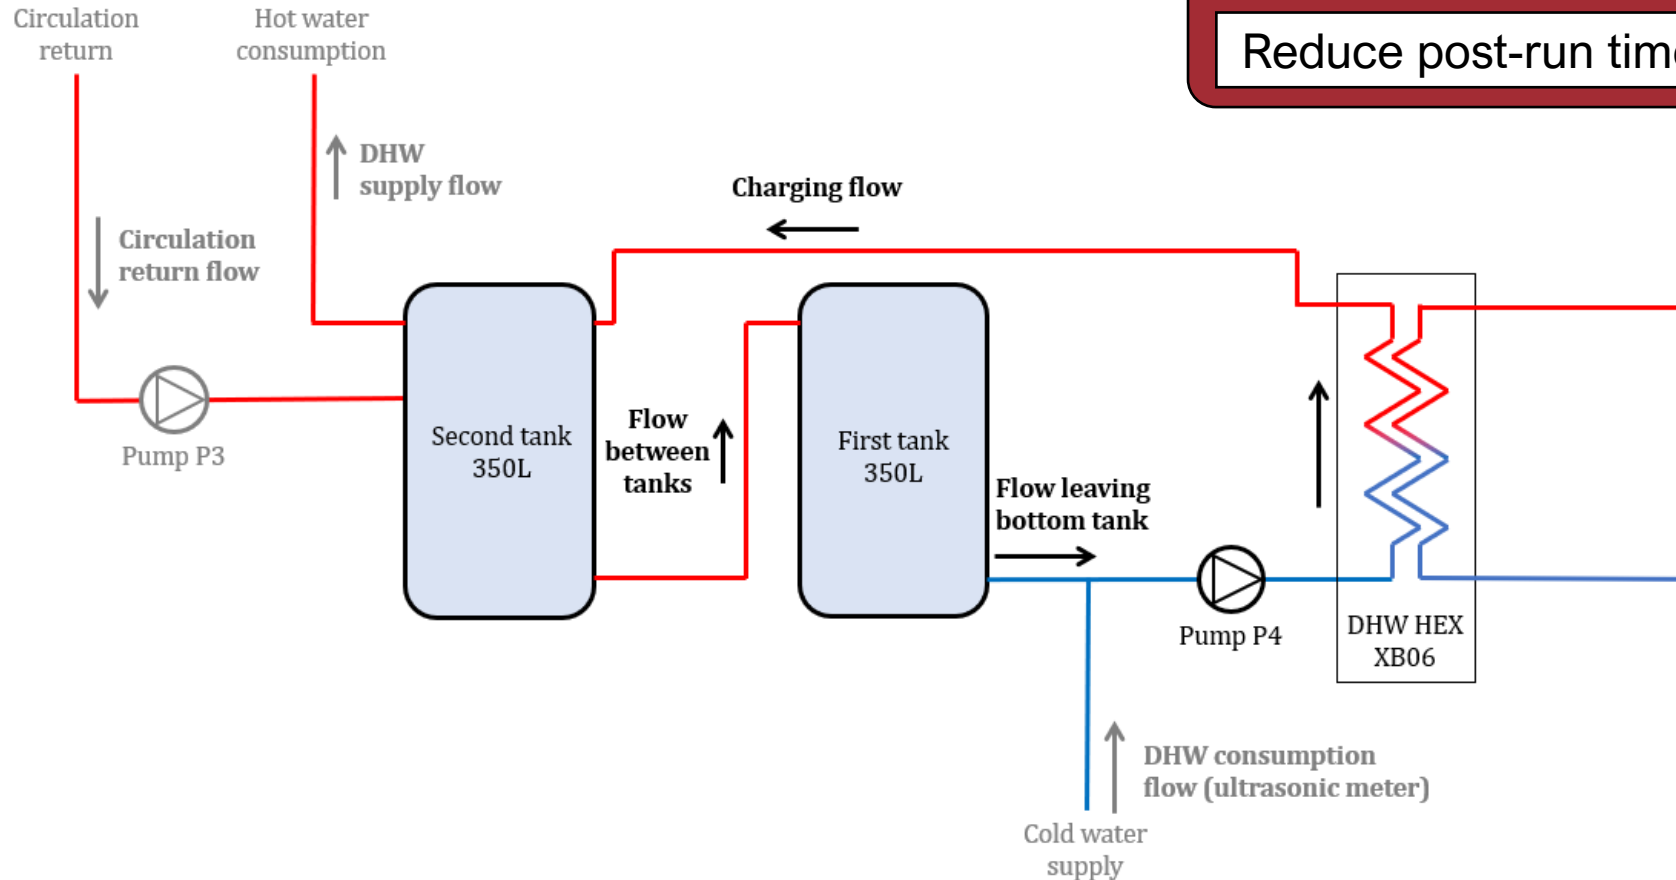 Circulation
return
Hot water
consumption
Reduce post-run time
DHW
supply flow
Charging flow
Circulation
return flow
Pump P3
Second tank
350L
Flow
between
tanks
First tank
350L
Flow leaving
bottom tank
Pump P4
DHW HEX
XB06
DHW consumption
flow (ultrasonic meter)
Cold water
supply